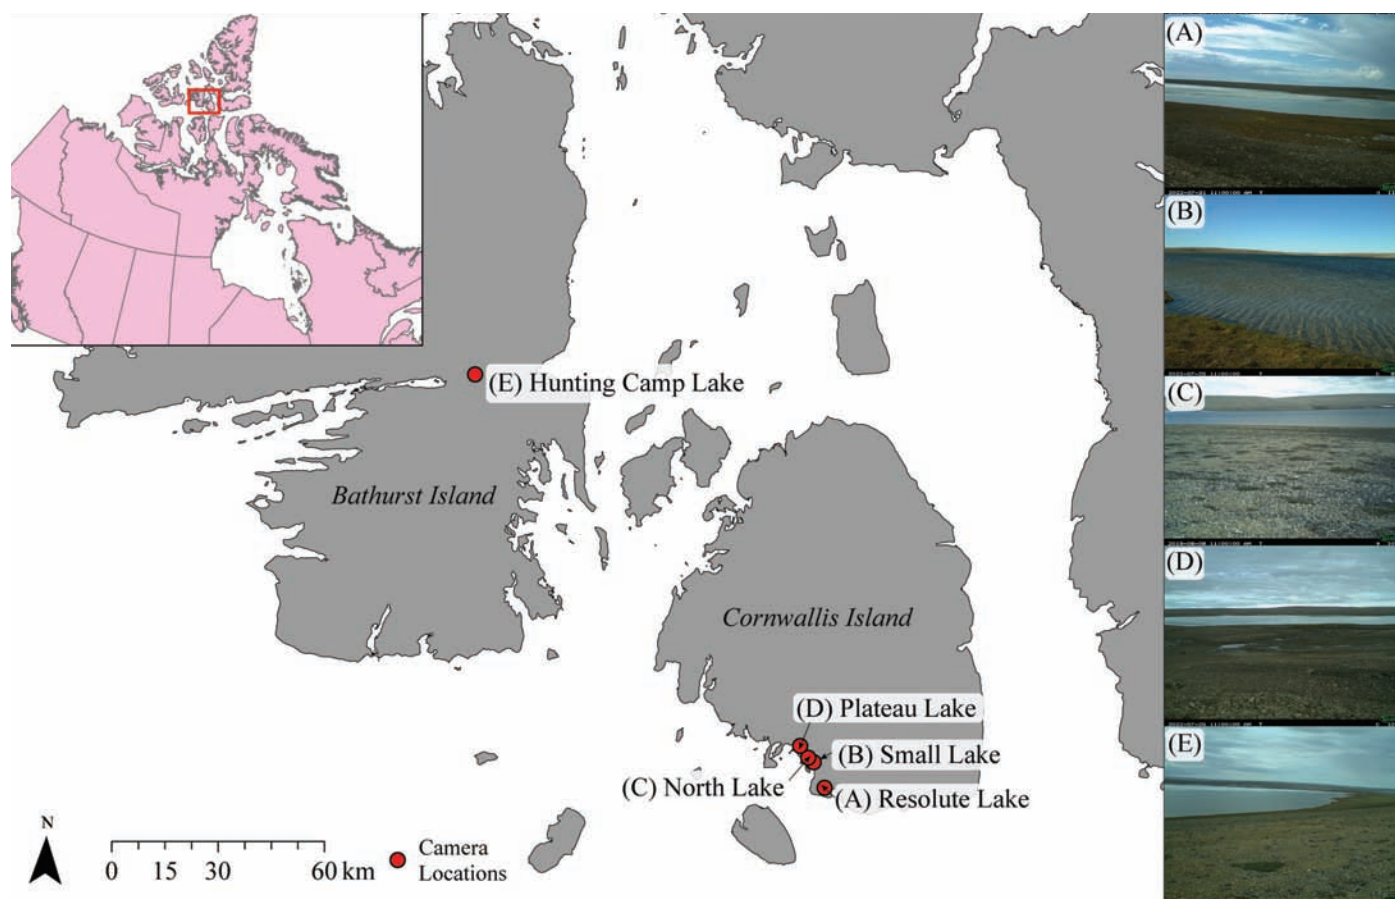 (A)
(B)
(C)
(D)
(E)
(E) Hunting Camp Lake
Bathurst Island
Cornwallis Island
(D) Plateau Lake
(B) Small Lake
(C) North Lake
(A) Resolute Lake
N
0 15 30 60 km
Camera
Locations